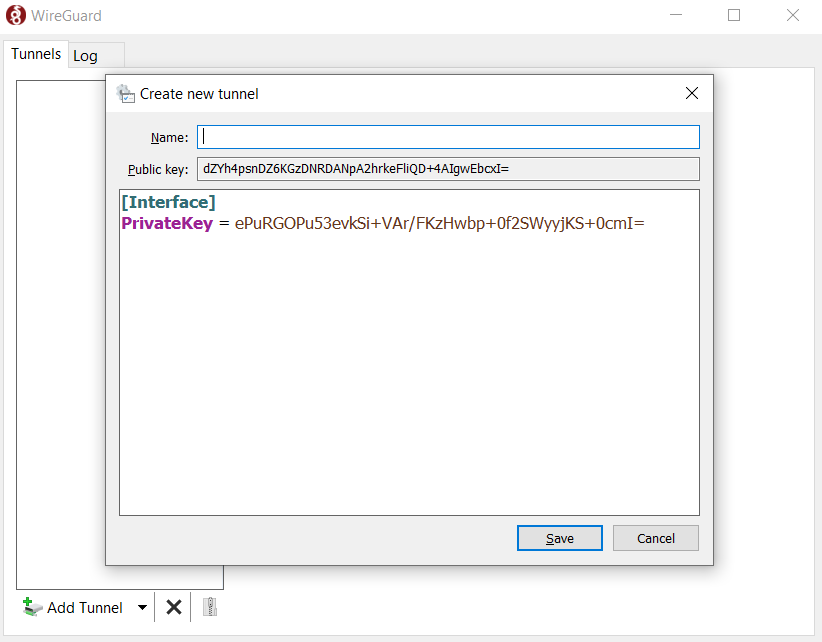 WireGuard
Tunnels
Log
Create new tunnel
Name:
Public key: dZYh4psnDZ6KGzDNRDANpA2hrkeFliQD+4AIgwEbcxI=
[Interface]
PrivateKey = ePuRGOPu53evkSi+VAr/FKzHwbp+0f2SWyyjKS+0cmI=
Save
Cancel
Add Tunnel